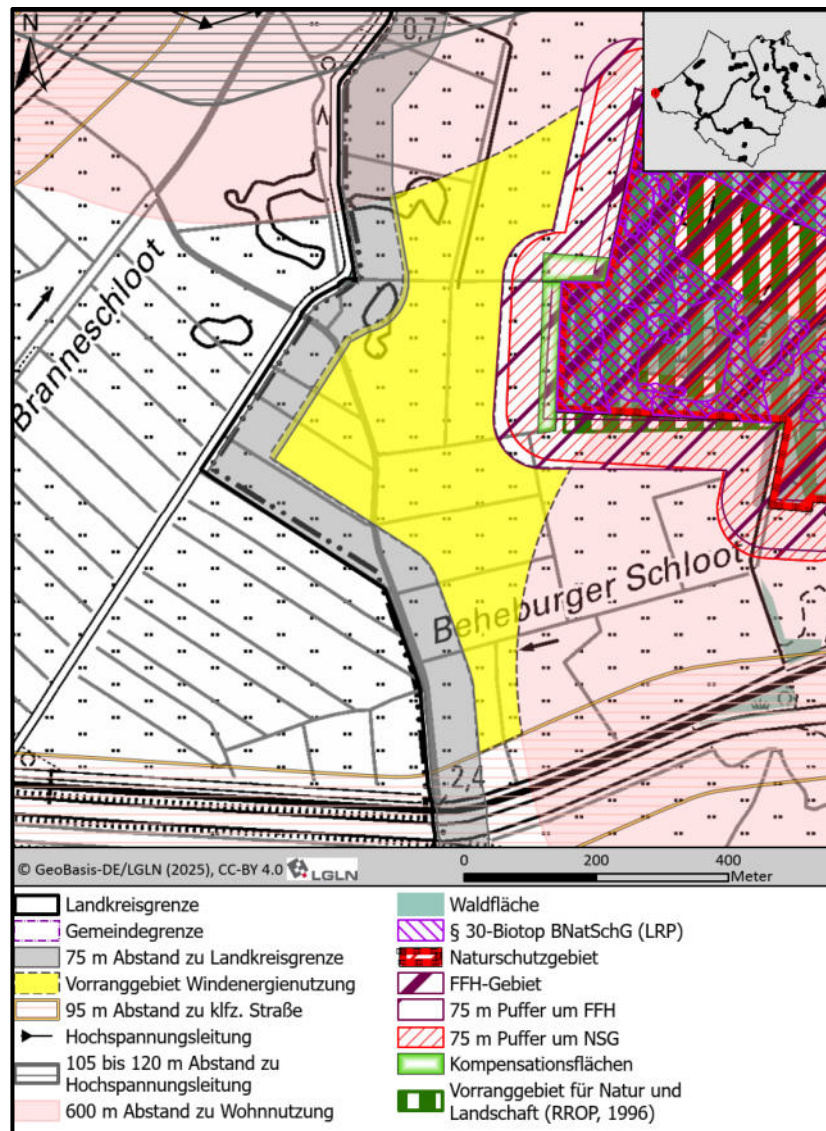 N
0,7
Branneschloot
Beheburger Schloot
2,4
© GeoBasis-DE/LGLN (2025), CC-BY 4.0 LGLN
0 200 400
Meter
Landkreisgrenze
Gemeindegrenze
75 m Abstand zu Landkreisgrenze
Vorranggebiet Windenergienutzung
95 m Abstand zu klfz. Straße
Hochspannungsleitung
105 bis 120 m Abstand zu
Hochspannungsleitung
600 m Abstand zu Wohnnutzung
Waldfläche
§ 30-Biotop BNatSchG (LRP)
Naturschutzgebiet
FFH-Gebiet
75 m Puffer um FFH
75 m Puffer um NSG
Kompensationsflächen
Vorranggebiet für Natur und
Landschaft (RROP, 1996)